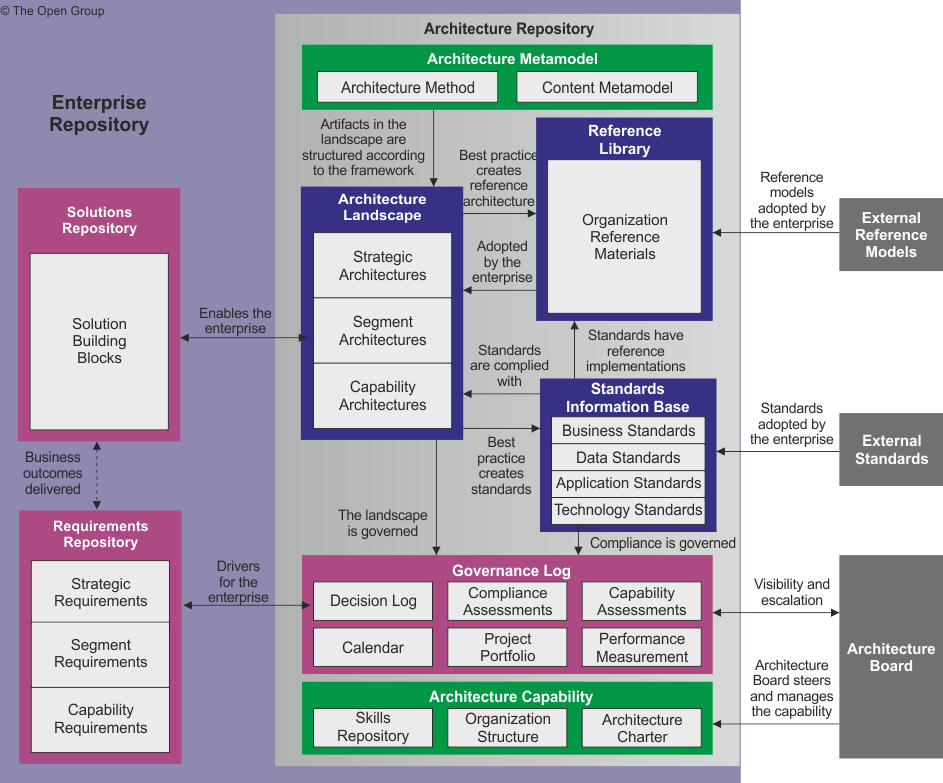 © The Open Group
Architecture Repository
Architecture Metamodel
Architecture Method
Content Metamodel
Enterprise
Repository
Artifacts in the
landscape are
structured according
to the framework
Best practice
creates
reference
architecture
Reference
Library
Organization
Reference
Materials
Reference
models
adopted by
the enterprise
External
Reference
Models
Solutions
Repository
Solution
Building
Blocks
Enables the
enterprise
Architecture
Landscape
Strategic
Architectures
Segment
Architectures
Capability
Architectures
Adopted
by the
enterprise
Standards have
reference
implementations
Standards
are complied
with
Standards
Information Base
Business Standards
Data Standards
Application Standards
Technology Standards
Standards
adopted by
the enterprise
External
Standards
Best
practice
creates
standards
Business
outcomes
delivered
The landscape
is governed
Compliance is governed
Requirements
Repository
Strategic
Requirements
Segment
Requirements
Capability
Requirements
Drivers
for the
enterprise
Governance Log
Decision Log
Compliance
Assessments
Capability
Assessments
Calendar
Project
Portfolio
Performance
Measurement
Visibility and
escalation
Architecture
Board
Architecture
Board steers
and manages
the capability
Architecture Capability
Skills
Repository
Organization
Structure
Architecture
Charter